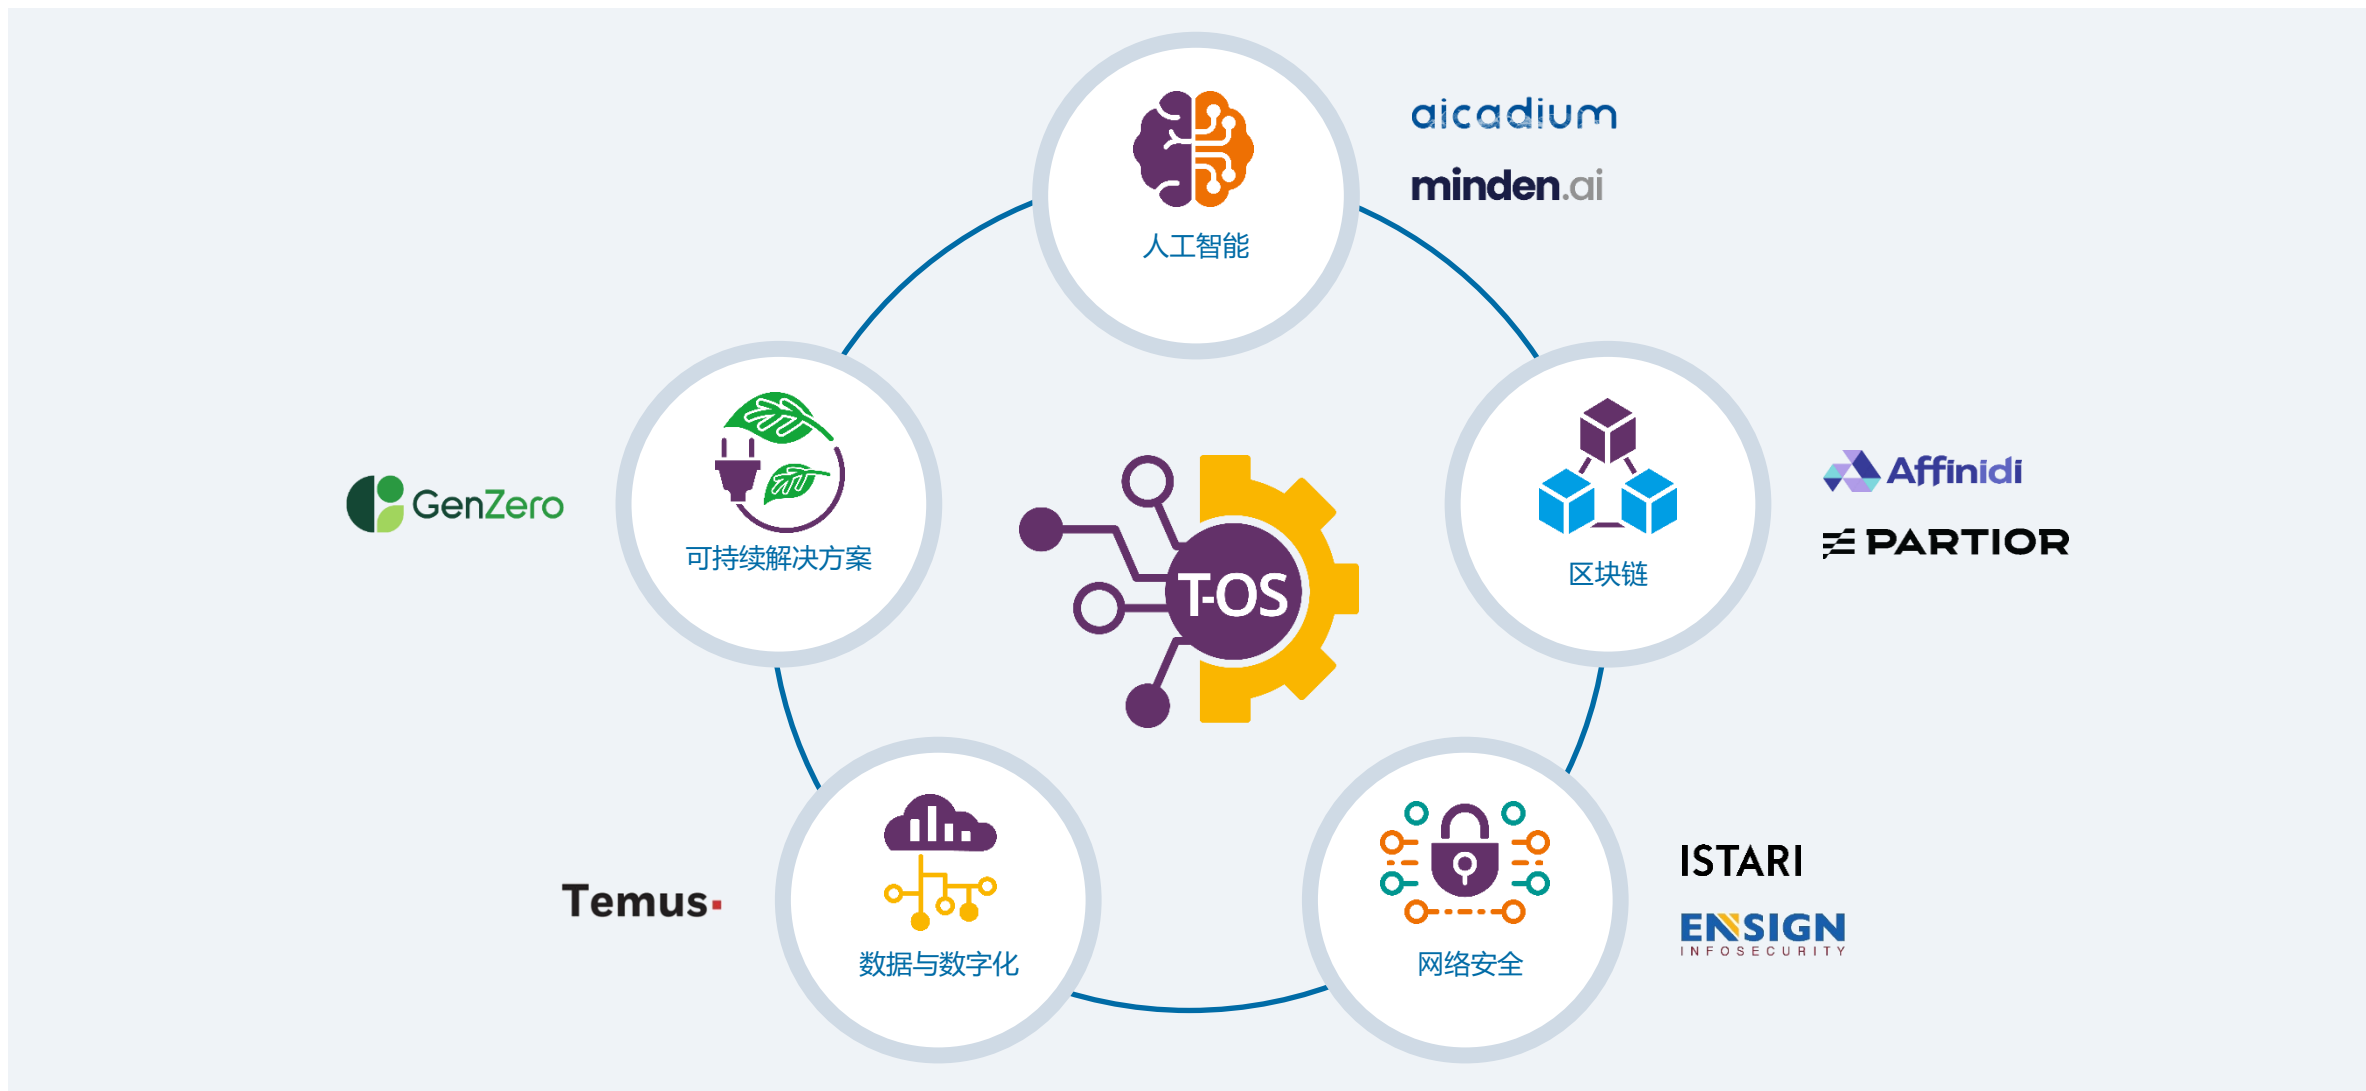 人工智能
aicadium
minden.ai
区块链
Affinidi
PARTIOR
网络安全
ISTARI
ENSIGN
INFOSECURITY
数据与数字化
Temus
可持续解决方案
GenZero
T-OS